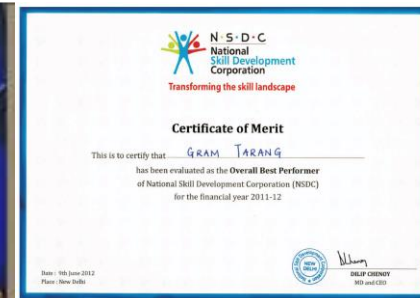 N·S·D·C
National
Skill Development
Corporation
Transforming the skill landscape
Certificate of Merit
This is to certify that GRAM TARANG
has been evaluated as the Overall Best Performer
of National Skill Development Corporation (NSDC)
for the financial year 2011-12
Date : 9th June 2012
Place : New Delhi
NEW
DELHI
DILIP CHENOY
MD and CEO